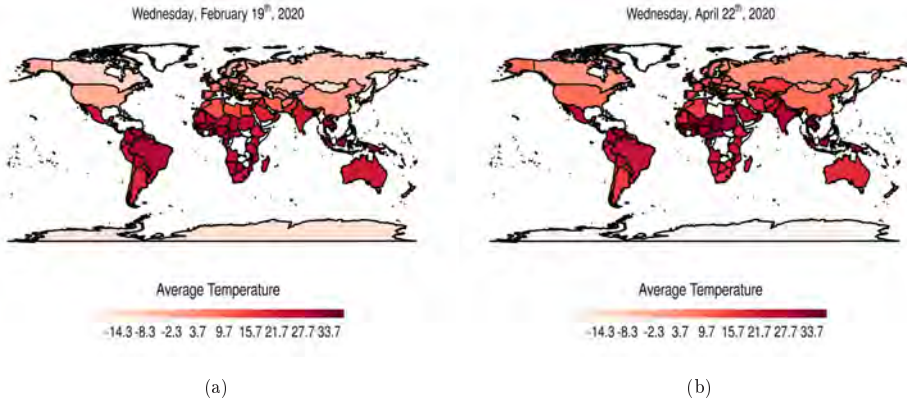 Wednesday, February 19th, 2020
Wednesday, April 22th, 2020
Average Temperature
-14.3 -8.3 -2.3 3.7 9.7 15.7 21.7 27.7 33.7
Average Temperature
-14.3 -8.3 -2.3 3.7 9.7 15.7 21.7 27.7 33.7
(a)
(b)